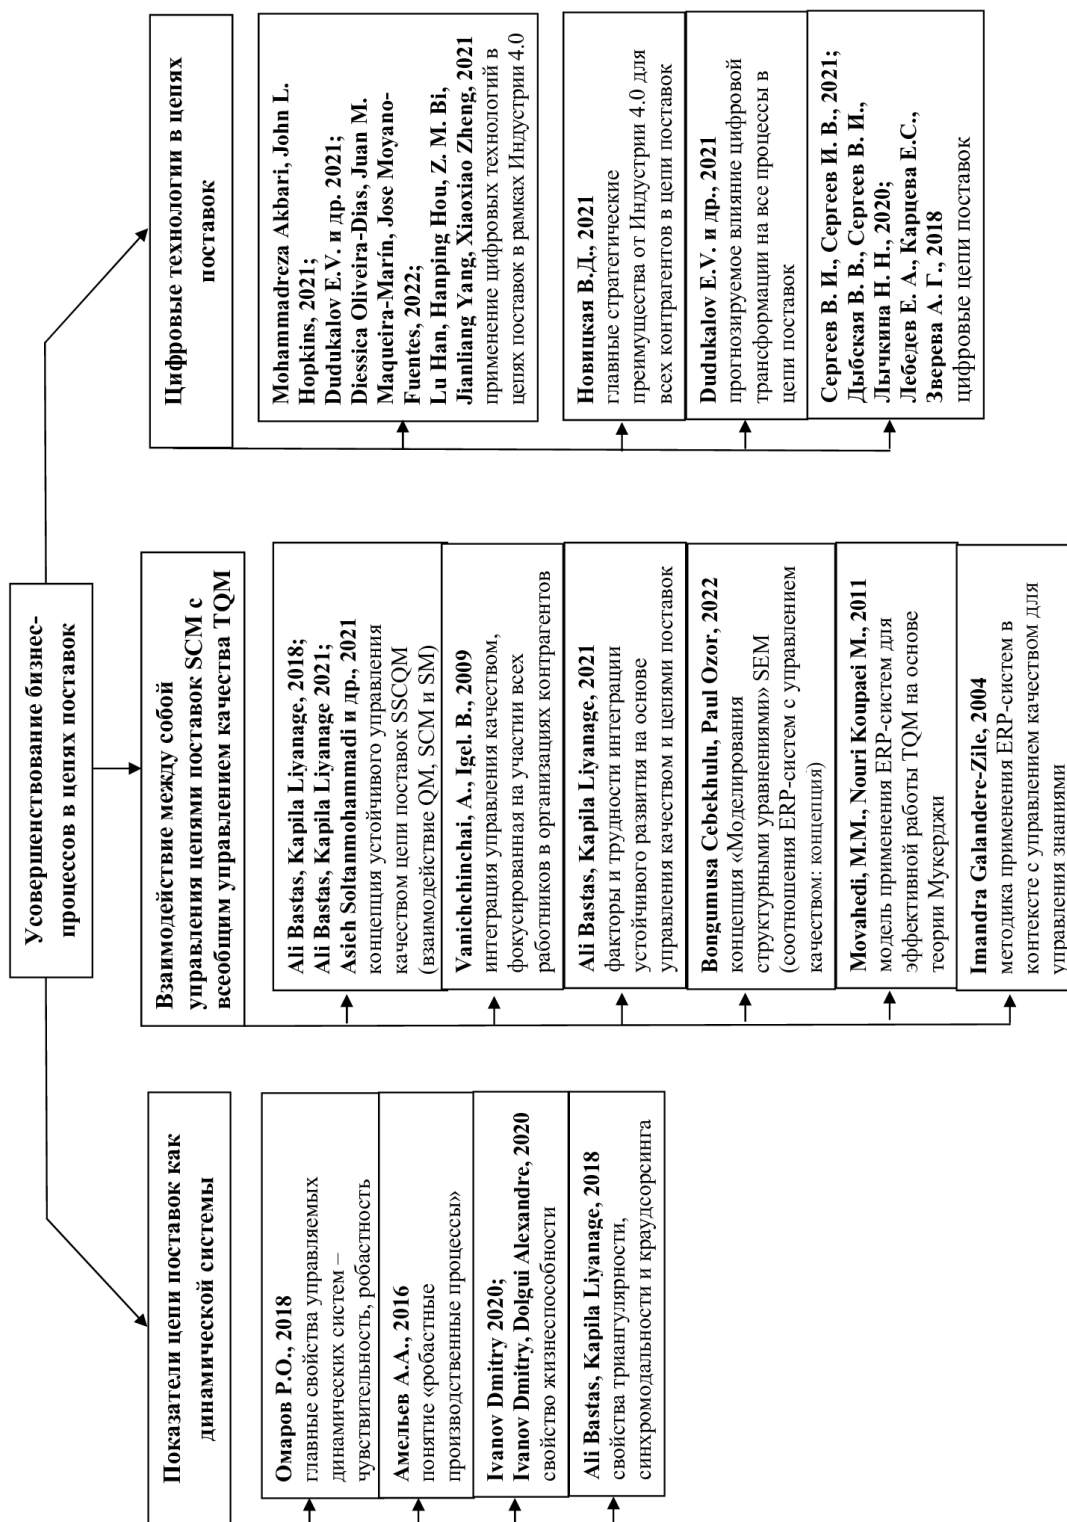 Усовершенствование бизнес-
процессов в цепях поставок
Показатели цепи поставок как
динамической системы
Омаров Р.О., 2018
главные свойства управляемых
динамических систем –
чувствительность, робастность
Амельев А.А., 2016
понятие «робастные
производственные процессы»
Ivanov Dmitry 2020;
Ivanov Dmitry, Dolgui Alexandre, 2020
свойство жизнеспособности
Ali Bastas, Kapila Liyanage, 2018
свойства триангулярности,
синхромодальности и краудсорсинга
Взаимодействие между собой
управления цепями поставок SCM с
всеобщим управлением качества TQM
Ali Bastas, Kapila Liyanage, 2018;
Ali Bastas, Kapila Liyanage 2021;
Asieh Soltanmohammadi и др., 2021
концепция устойчивого управления
качеством цепи поставок SSCQM
(взаимодействие QM, SCM и SM)
Vanichchinchai, A., Igel. B., 2009
интеграция управления качеством,
фокусированная на участии всех
работников в организациях контрагентов
Ali Bastas, Kapila Liyanage, 2021
факторы и трудности интеграции
устойчивого развития на основе
управления качеством и цепями поставок
Bongumusa Cebekhulu, Paul Ozor, 2022
концепция «Моделирования
структурными уравнениями» SEM
(соотношения ERP-систем с управлением
качеством: концепция)
Movahedi, M.M., Nouri Koupaei M., 2011
модель применения ERP-систем для
эффективной работы TQM на основе
теории Мукерджи
Imandra Galandere-Zile, 2004
методика применения ERP-систем в
контексте с управлением качеством для
управления знаниями
Цифровые технологии в цепях
поставок
Mohammadreza Akbari, John L.
Hopkins, 2021;
Dudukalov E.V. и др. 2021;
Diessica Oliveira-Dias, Juan M.
Maqueira-Marín, Jose Moyano-
Fuentes, 2022;
Lu Han, Hanping Hou, Z. M. Bi,
Jianliang Yang, Xiaoxiao Zheng, 2021
применение цифровых технологий в
цепях поставок в рамках Индустрии 4.0
Новицкая В.Д., 2021
главные стратегические
преимущества от Индустрии 4.0 для
всех контрагентов в цепи поставок
Dudukalov E.V. и др., 2021
прогнозируемое влияние цифровой
трансформации на все процессы в
цепи поставок
Сергеев В. И., Сергеев И. В., 2021;
Дыбская В. В., Сергеев В. И.,
Лычкина Н. Н., 2020;
Лебедев Е. А., Карцева Е.С.,
Зверева А. Г., 2018
цифровые цепи поставок